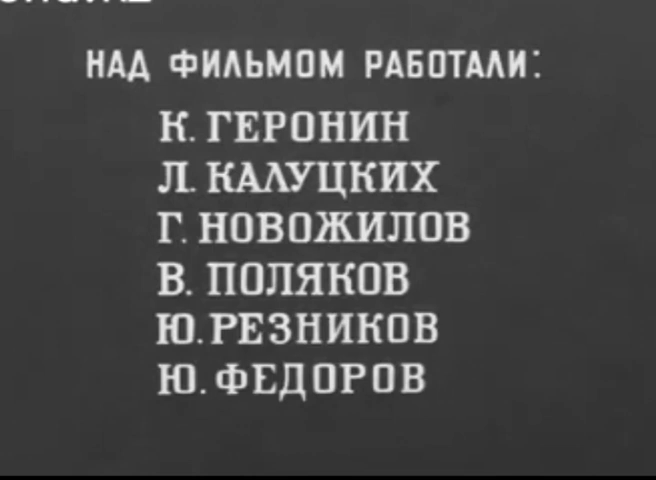 НАД ФИЛЬМОМ РАБОТАЛИ:
К. ГЕРОНИН
Л. КАЛУЦКИХ
Г. НОВОЖИЛОВ
В. ПОЛЯКОВ
Ю. РЕЗНИКОВ
Ю. ФЕДОРОВ